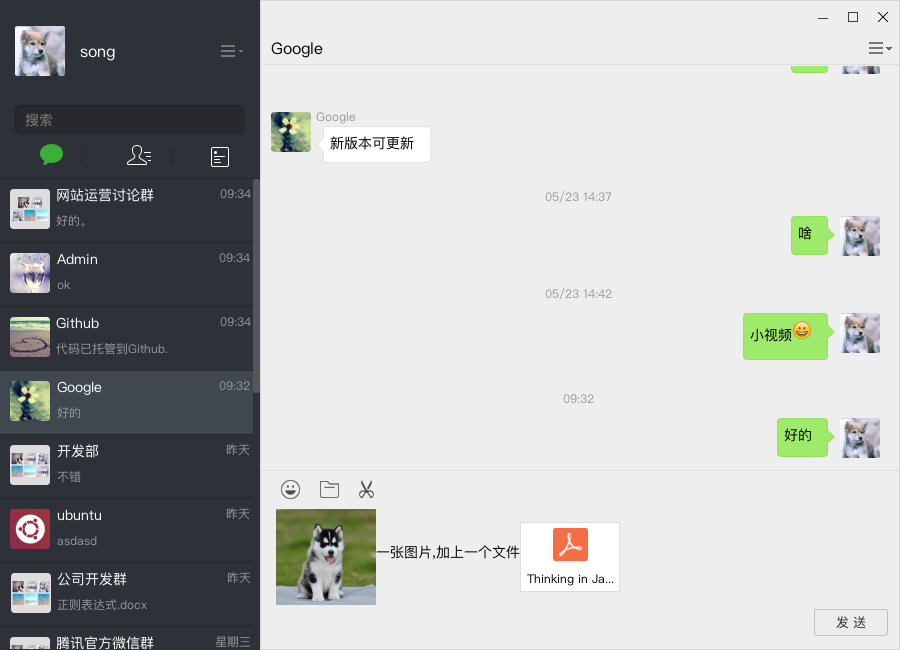 song
搜索
网站运营讨论群 09:34
好的。
Admin 09:34
ok
Github 09:34
代码已托管到Github.
Google 09:32
好的
开发部 昨天
不错
ubuntu 昨天
asdasd
公司开发群 昨天
正则表达式.docx
腾讯官方微信群 星期三
Google
Google
新版本可更新
05/23 14:37
啥
05/23 14:42
小视频😀
09:32
好的
一张图片,加上一个文件
Thinking in Ja...
发 送